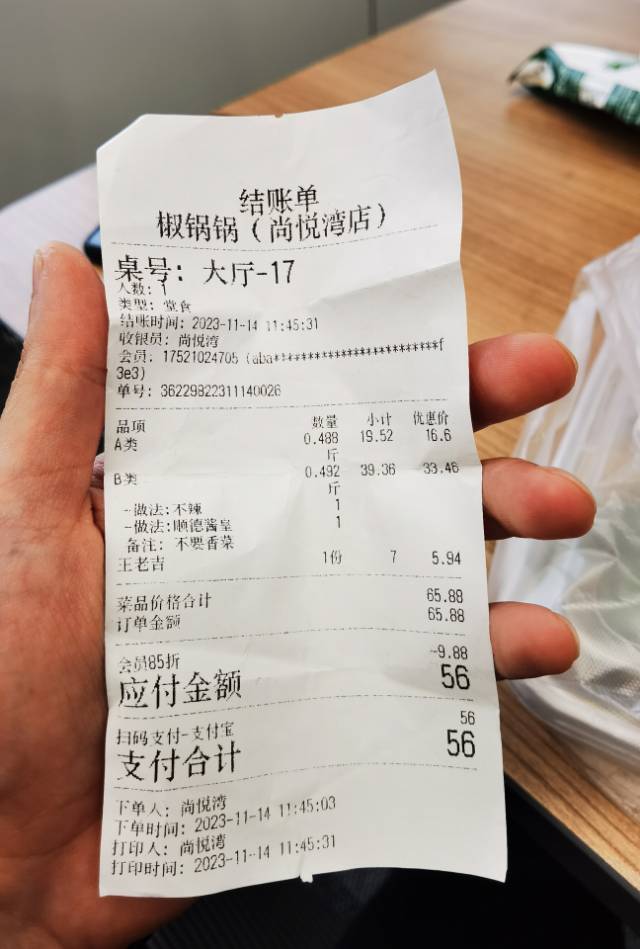 结账单
椒锅锅(尚悦湾店)
桌号: 大厅-17
人数: 1
类型: 堂食
结账时间: 2023-11-14 11:45:31
收银员: 尚悦湾
会员: 17521024705 (aba************************f
3e3)
单号: 36229822311140026
品项 数量 小计 优惠价
A类 0.488 19.52 16.6
斤
B类 0.492 39.36 33.46
斤
-做法:不辣 1
-做法:顺德酱皇 1
备注: 不要香菜
王老吉 1份 7 5.94
菜品价格合计 65.88
订单金额 65.88
会员85折 -9.88
应付金额 56
扫码支付-支付宝 56
支付合计 56
下单人: 尚悦湾
下单时间: 2023-11-14 11:45:03
打印人: 尚悦湾
打印时间: 2023-11-14 11:45:31